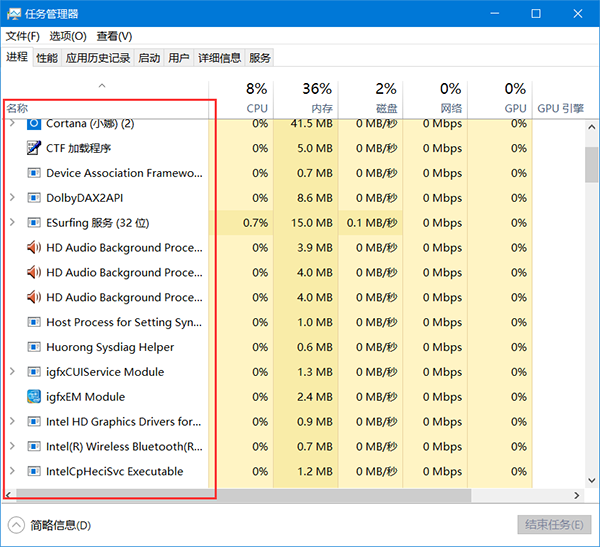 任务管理器
文件(F) 选项(O) 查看(V)
进程 性能 应用历史记录 启动 用户 详细信息 服务
8% 36% 2% 0% 0%
名称 CPU 内存 磁盘 网络 GPU GPU 引擎
Cortana (小娜) (2) 0% 41.5 MB 0 MB/秒 0 Mbps 0%
CTF 加载程序 0% 5.0 MB 0 MB/秒 0 Mbps 0%
Device Association Framewo... 0% 0.7 MB 0 MB/秒 0 Mbps 0%
DolbyDAX2API 0% 8.6 MB 0 MB/秒 0 Mbps 0%
ESurfing 服务 (32 位) 0.7% 15.0 MB 0.1 MB/秒 0 Mbps 0%
HD Audio Background Proce... 0% 3.9 MB 0 MB/秒 0 Mbps 0%
HD Audio Background Proce... 0% 4.0 MB 0 MB/秒 0 Mbps 0%
HD Audio Background Proce... 0% 4.0 MB 0 MB/秒 0 Mbps 0%
Host Process for Setting Syn... 0% 1.0 MB 0 MB/秒 0 Mbps 0%
Huorong Sysdiag Helper 0% 0.6 MB 0 MB/秒 0 Mbps 0%
igfxCUIService Module 0% 1.3 MB 0 MB/秒 0 Mbps 0%
igfxEM Module 0% 2.4 MB 0 MB/秒 0 Mbps 0%
Intel HD Graphics Drivers for... 0% 0.9 MB 0 MB/秒 0 Mbps 0%
Intel(R) Wireless Bluetooth(R... 0% 0.7 MB 0 MB/秒 0 Mbps 0%
IntelCpHeciSvc Executable 0% 1.2 MB 0 MB/秒 0 Mbps 0%
简略信息(D) 结束任务(E)